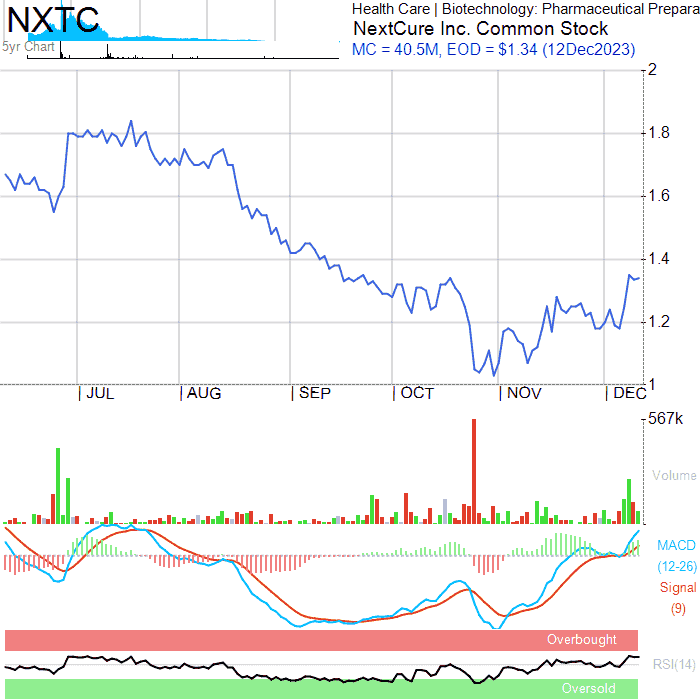 NXTC
5yr Chart
Health Care | Biotechnology: Pharmaceutical Prepara
NextCure Inc. Common Stock
MC = 40.5M, EOD = $1.34 (12Dec2023)
2
1.8
1.6
1.4
1.2
1
JUL
AUG
SEP
OCT
NOV
DEC
567k
Volume
MACD
(12-26)
Signal
(9)
Overbought
RSI(14)
Oversold